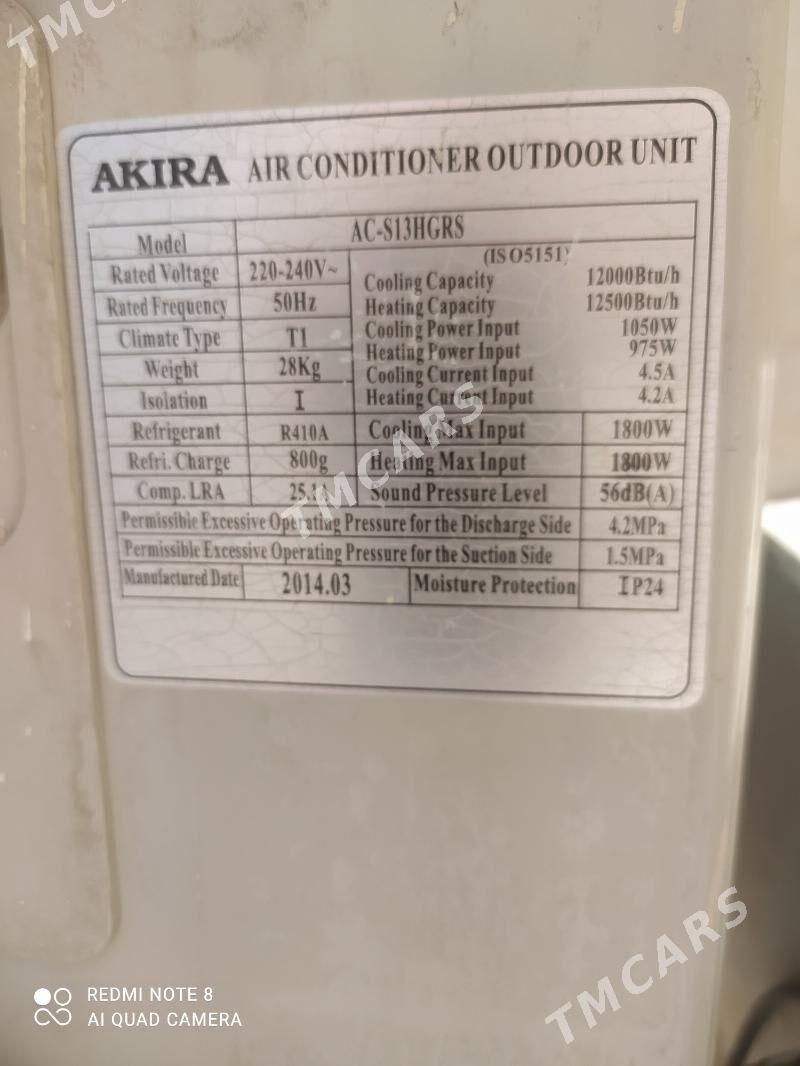 TMCARS
AKIRA AIR CONDITIONER OUTDOOR UNIT
Model AC-S13HGRS
Rated Voltage 220-240V~
Rated Frequency 50Hz
Climate Type T1
Weight 28Kg
Isolation I
(ISO5151)
Cooling Capacity 12000Btu/h
Heating Capacity 12500Btu/h
Cooling Power Input 1050W
Heating Power Input 975W
Cooling Current Input 4.5A
Heating Current Input 4.2A
Refrigerant R410A Cooling Max Input 1800W
Refri. Charge 800g Heating Max Input 1800W
Comp. LRA 25.1A Sound Pressure Level 56dB(A)
Permissible Excessive Operating Pressure for the Discharge Side 4.2MPa
Permissible Excessive Operating Pressure for the Suction Side 1.5MPa
Manufactured Date 2014.03 Moisture Protection IP24
TMCARS
TMCARS
REDMI NOTE 8
AI QUAD CAMERA